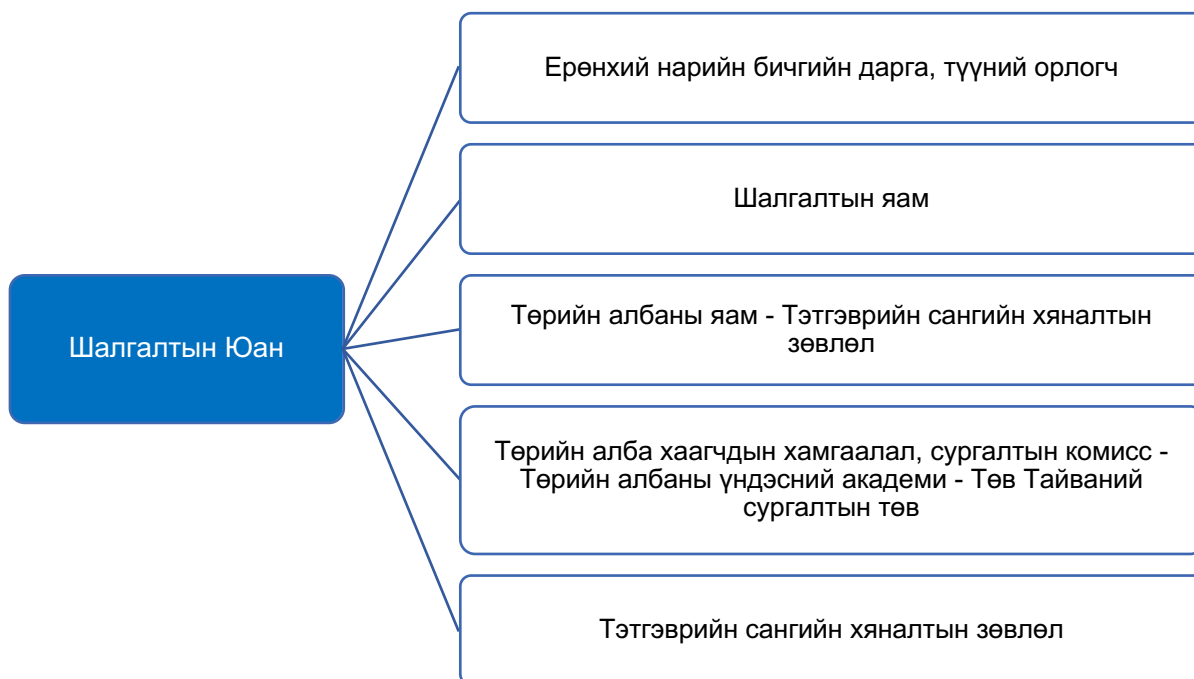 Ерөнхий нарийн бичгийн дарга, түүний орлогч
Шалгалтын яам
Шалгалтын Юан
Төрийн албаны яам - Тэтгэврийн сангийн хяналтын
зөвлөл
Төрийн алба хаагчдын хамгаалал, сургалтын комисс -
Төрийн албаны үндэсний академи - Төв Тайваний
сургалтын төв
Тэтгэврийн сангийн хяналтын зөвлөл